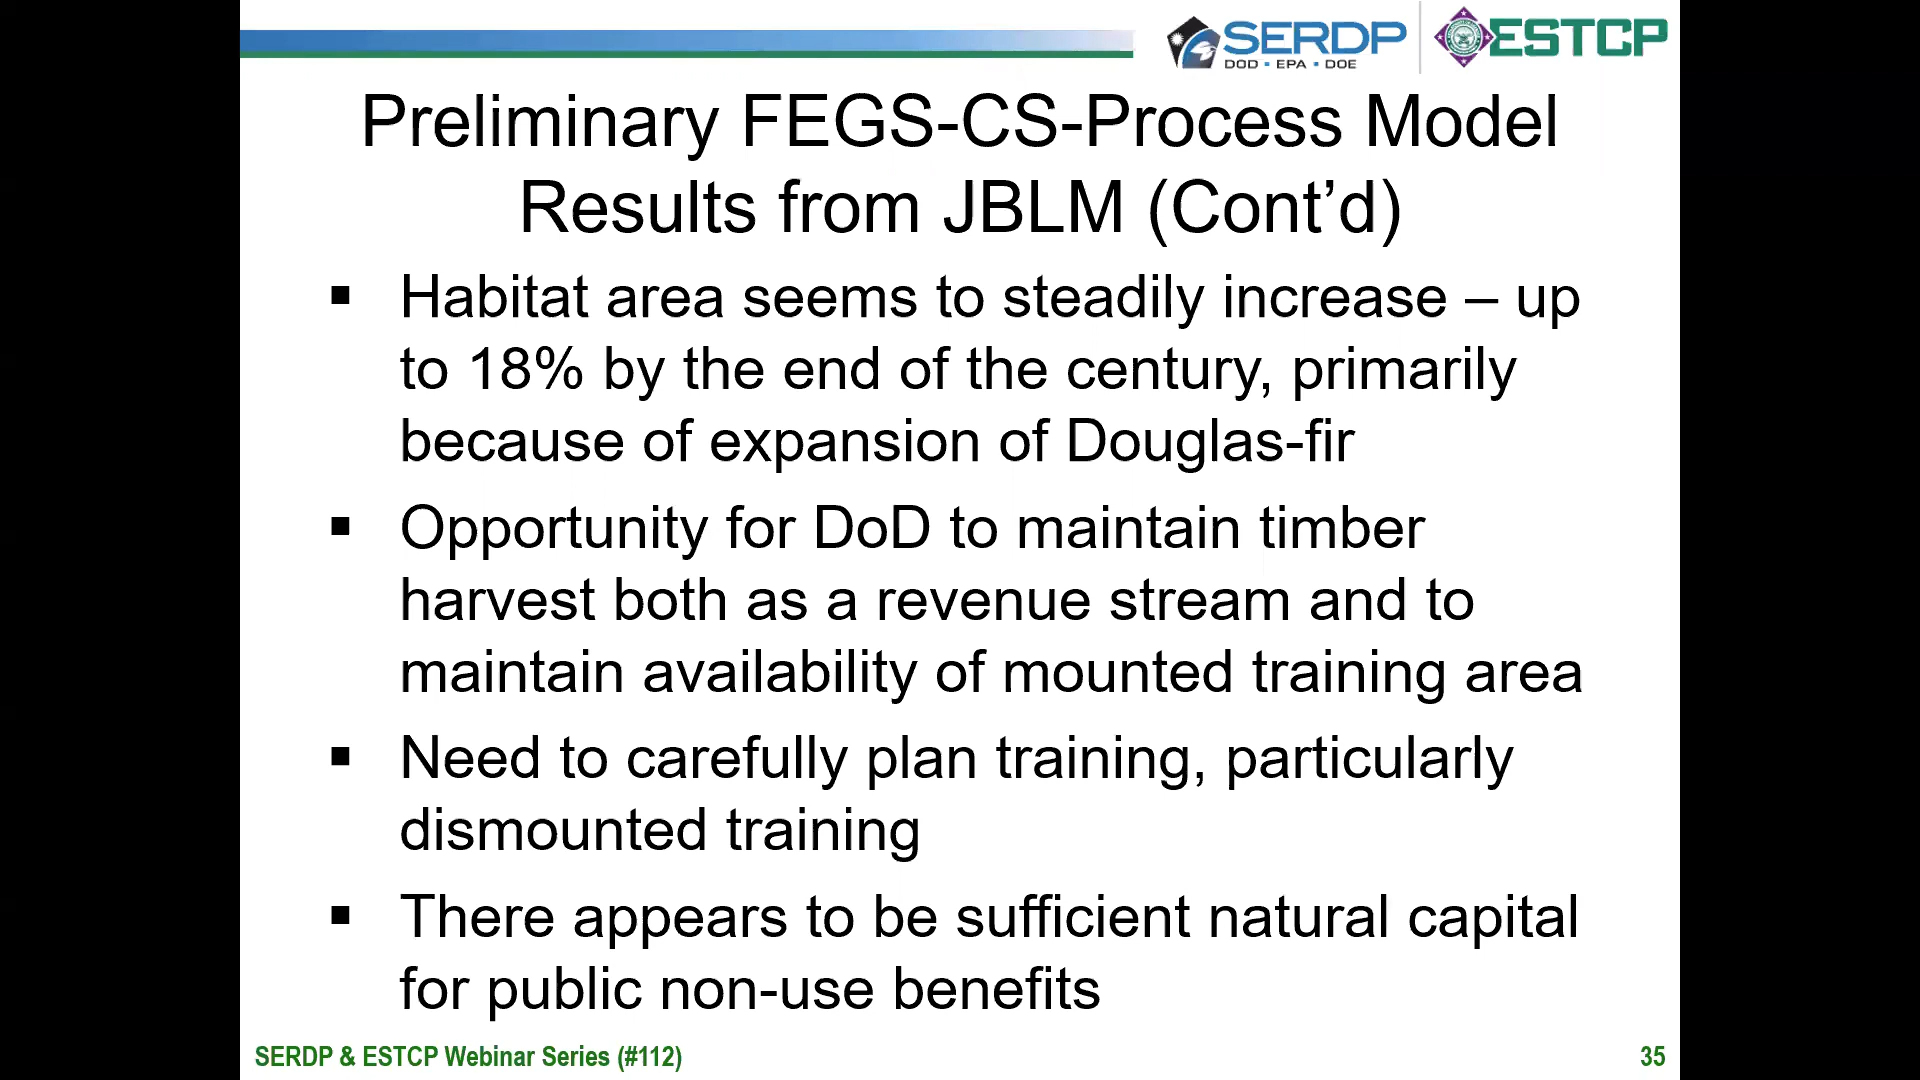 SERDP
DOD ▪ EPA ▪ DOE
ESTCP
Preliminary FEGS-CS-Process Model
Results from JBLM (Cont’d)
▪ Habitat area seems to steadily increase – up
to 18% by the end of the century, primarily
because of expansion of Douglas-fir
▪ Opportunity for DoD to maintain timber
harvest both as a revenue stream and to
maintain availability of mounted training area
▪ Need to carefully plan training, particularly
dismounted training
▪ There appears to be sufficient natural capital
for public non-use benefits
SERDP & ESTCP Webinar Series (#112)
35